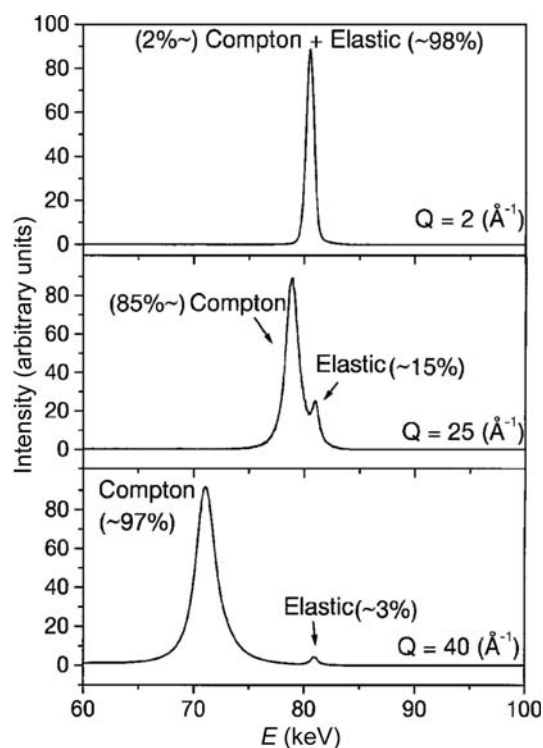 Intensity (arbitrary units)
100
80
60
40
20
0
(2%~) Compton + Elastic (~98%)
Q = 2 (Å⁻¹)
80
60
40
20
0
(85%~) Compton
Elastic (~15%)
Q = 25 (Å⁻¹)
80
60
40
20
0
Compton
(~97%)
Elastic (~3%)
Q = 40 (Å⁻¹)
60 70 80 90 100
E (keV)